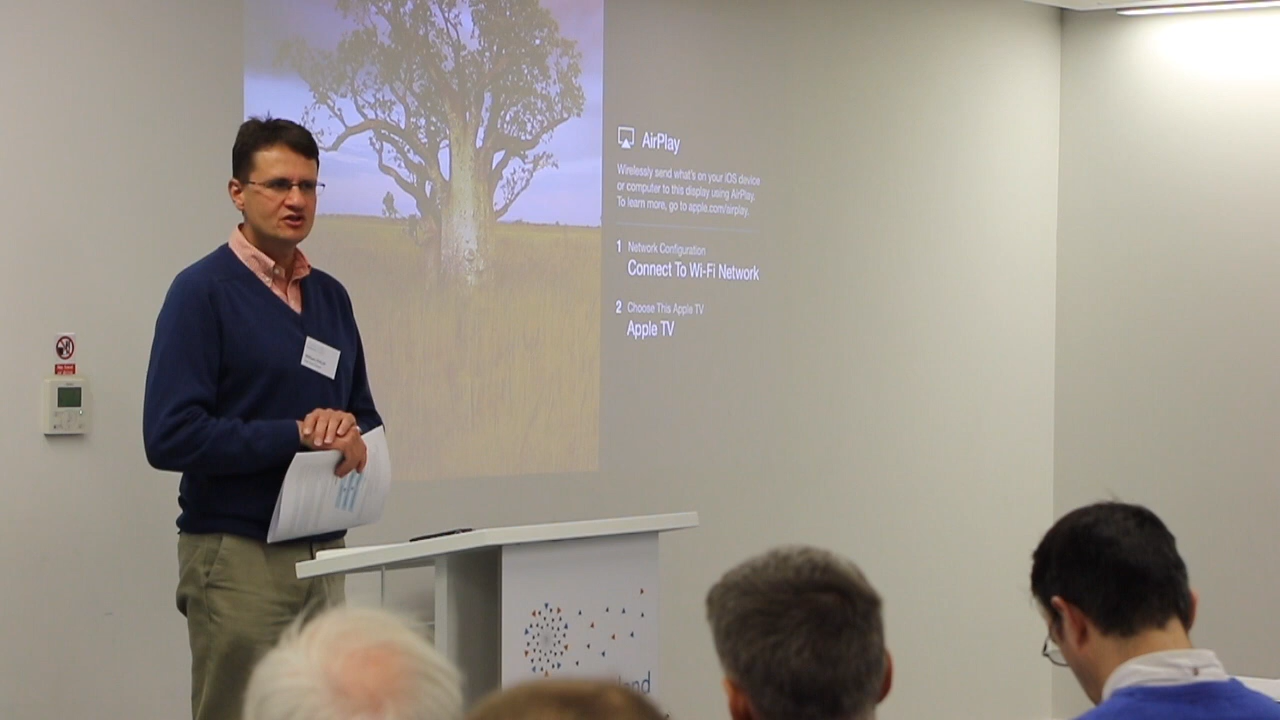 AirPlay
Wirelessly send what's on your iOS device
or computer to this display using AirPlay.
To learn more, go to apple.com/airplay.
1 Network Configuration
Connect To Wi-Fi Network
2 Choose This Apple TV
Apple TV